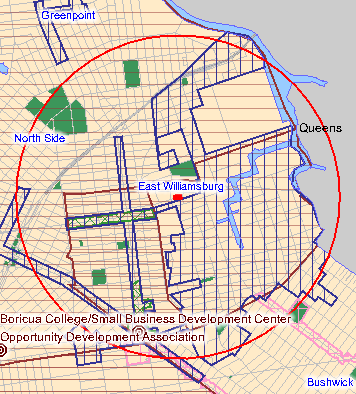 Greenpoint
Queens
North Side
East Williamsburg
Boricua College/Small Business Development Center
Opportunity Development Association
Bushwick